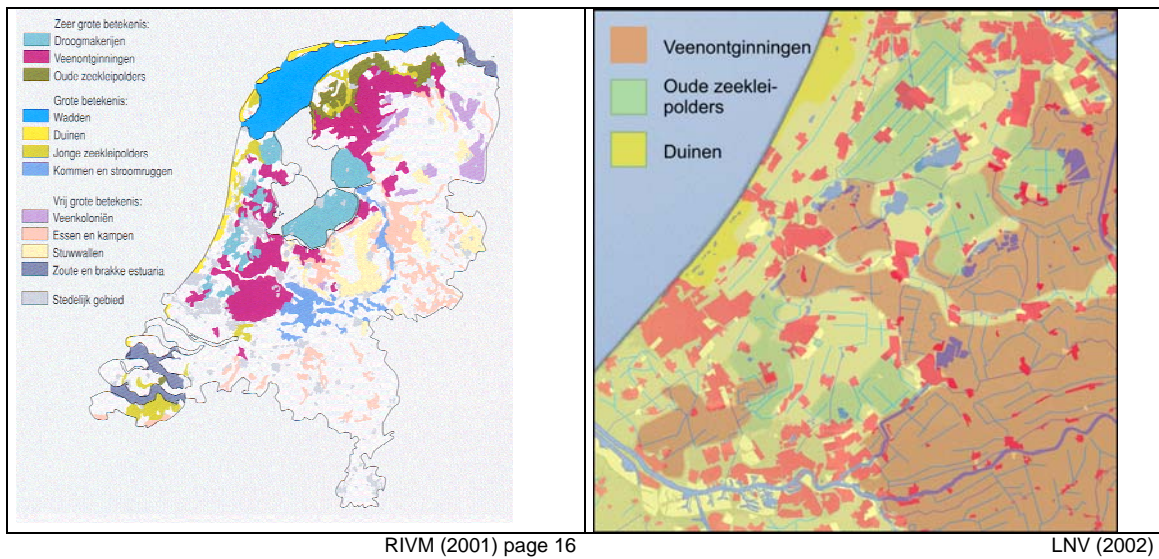 Zeer grote betekenis:
Droogmakerijen
Veenontginningen
Oude zeekleipolders
Grote betekenis:
Wadden
Duinen
Jonge zeekleipolders
Kommen en stroomruggen
Vrij grote betekenis:
Veenkoloniën
Essen en kampen
Stuwwallen
Zoute en brakke estuaria
Stedelijk gebied
Veenontginningen
Oude zeeklei-
polders
Duinen
RIVM (2001) page 16
LNV (2002)